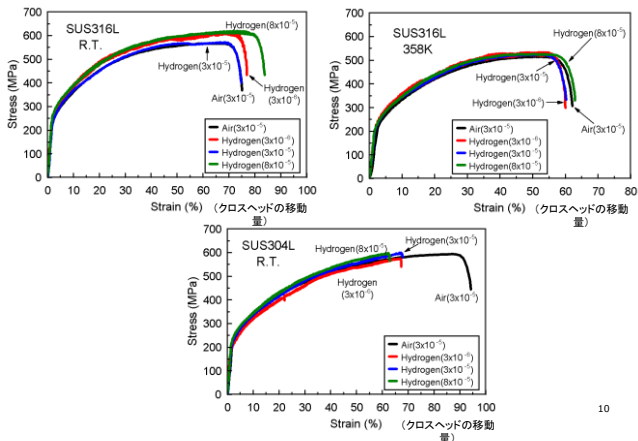 SUS316L
R.T.
Hydrogen(8x10⁻⁵)
Hydrogen(3x10⁻⁵)
Hydrogen
(3x10⁻⁶)
Air(3x10⁻⁵)
Air(3x10⁻⁵)
Hydrogen(3x10⁻⁶)
Hydrogen(3x10⁻⁵)
Hydrogen(8x10⁻⁵)
Stress (MPa)
700
600
500
400
300
200
100
0
0 10 20 30 40 50 60 70 80 90 100
Strain (%) (クロスヘッドの移動
量)
SUS316L
358K
Hydrogen(8x10⁻⁵)
Hydrogen(3x10⁻⁵)
Hydrogen(3x10⁻⁶)
Air(3x10⁻⁵)
Air(3x10⁻⁵)
Hydrogen(3x10⁻⁶)
Hydrogen(3x10⁻⁵)
Hydrogen(8x10⁻⁵)
Stress (MPa)
700
600
500
400
300
200
100
0
0 10 20 30 40 50 60 70 80
Strain (%) (クロスヘッドの移動
量)
SUS304L
R.T.
Hydrogen(8x10⁻⁵)
Hydrogen(3x10⁻⁵)
Hydrogen
(3x10⁻⁶)
Air(3x10⁻⁵)
Air(3x10⁻⁵)
Hydrogen(3x10⁻⁶)
Hydrogen(3x10⁻⁵)
Hydrogen(8x10⁻⁵)
Stress (MPa)
700
600
500
400
300
200
100
0
0 10 20 30 40 50 60 70 80 90 100
Strain (%) (クロスヘッドの移動
量)
10